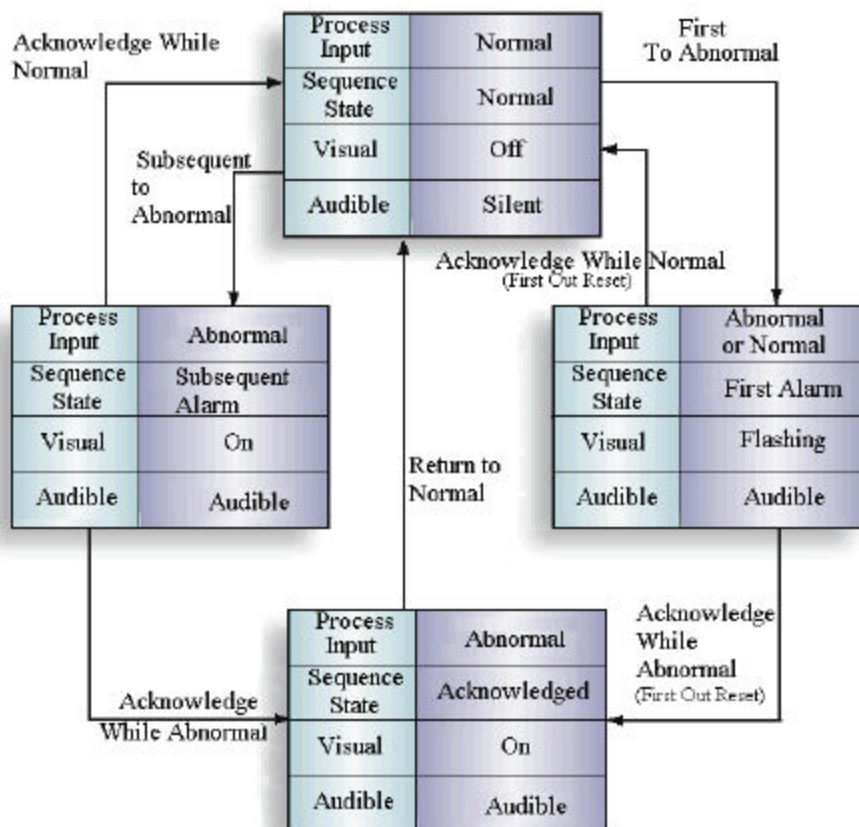 Acknowledge While
Normal
Process
Input
Normal
Sequence
State
Normal
Visual
Off
Audible
Silent
First
To Abnormal
Subsequent
to
Abnormal
Acknowledge While Normal
(First Out Reset)
Process
Input
Abnormal
Sequence
State
Subsequent
Alarm
Visual
On
Audible
Audible
Return to
Normal
Process
Input
Abnormal
or Normal
Sequence
State
First Alarm
Visual
Flashing
Audible
Audible
Acknowledge
While Abnormal
Process
Input
Abnormal
Sequence
State
Acknowledged
Visual
On
Audible
Audible
Acknowledge
While
Abnormal
(First Out Reset)